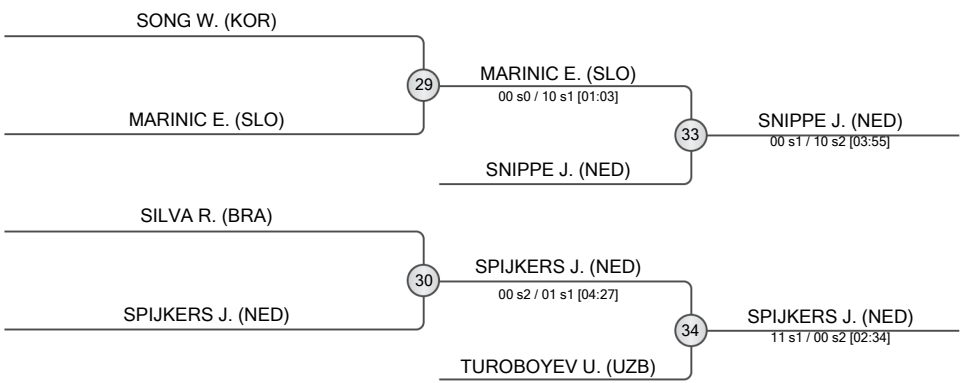 SONG W. (KOR)
29
MARINIC E. (SLO)
00 s0 / 10 s1 [01:03]
MARINIC E. (SLO)
33
SNIPPE J. (NED)
00 s1 / 10 s2 [03:55]
SNIPPE J. (NED)
SILVA R. (BRA)
30
SPIJKERS J. (NED)
00 s2 / 01 s1 [04:27]
SPIJKERS J. (NED)
34
SPIJKERS J. (NED)
11 s1 / 00 s2 [02:34]
TUROBOYEV U. (UZB)